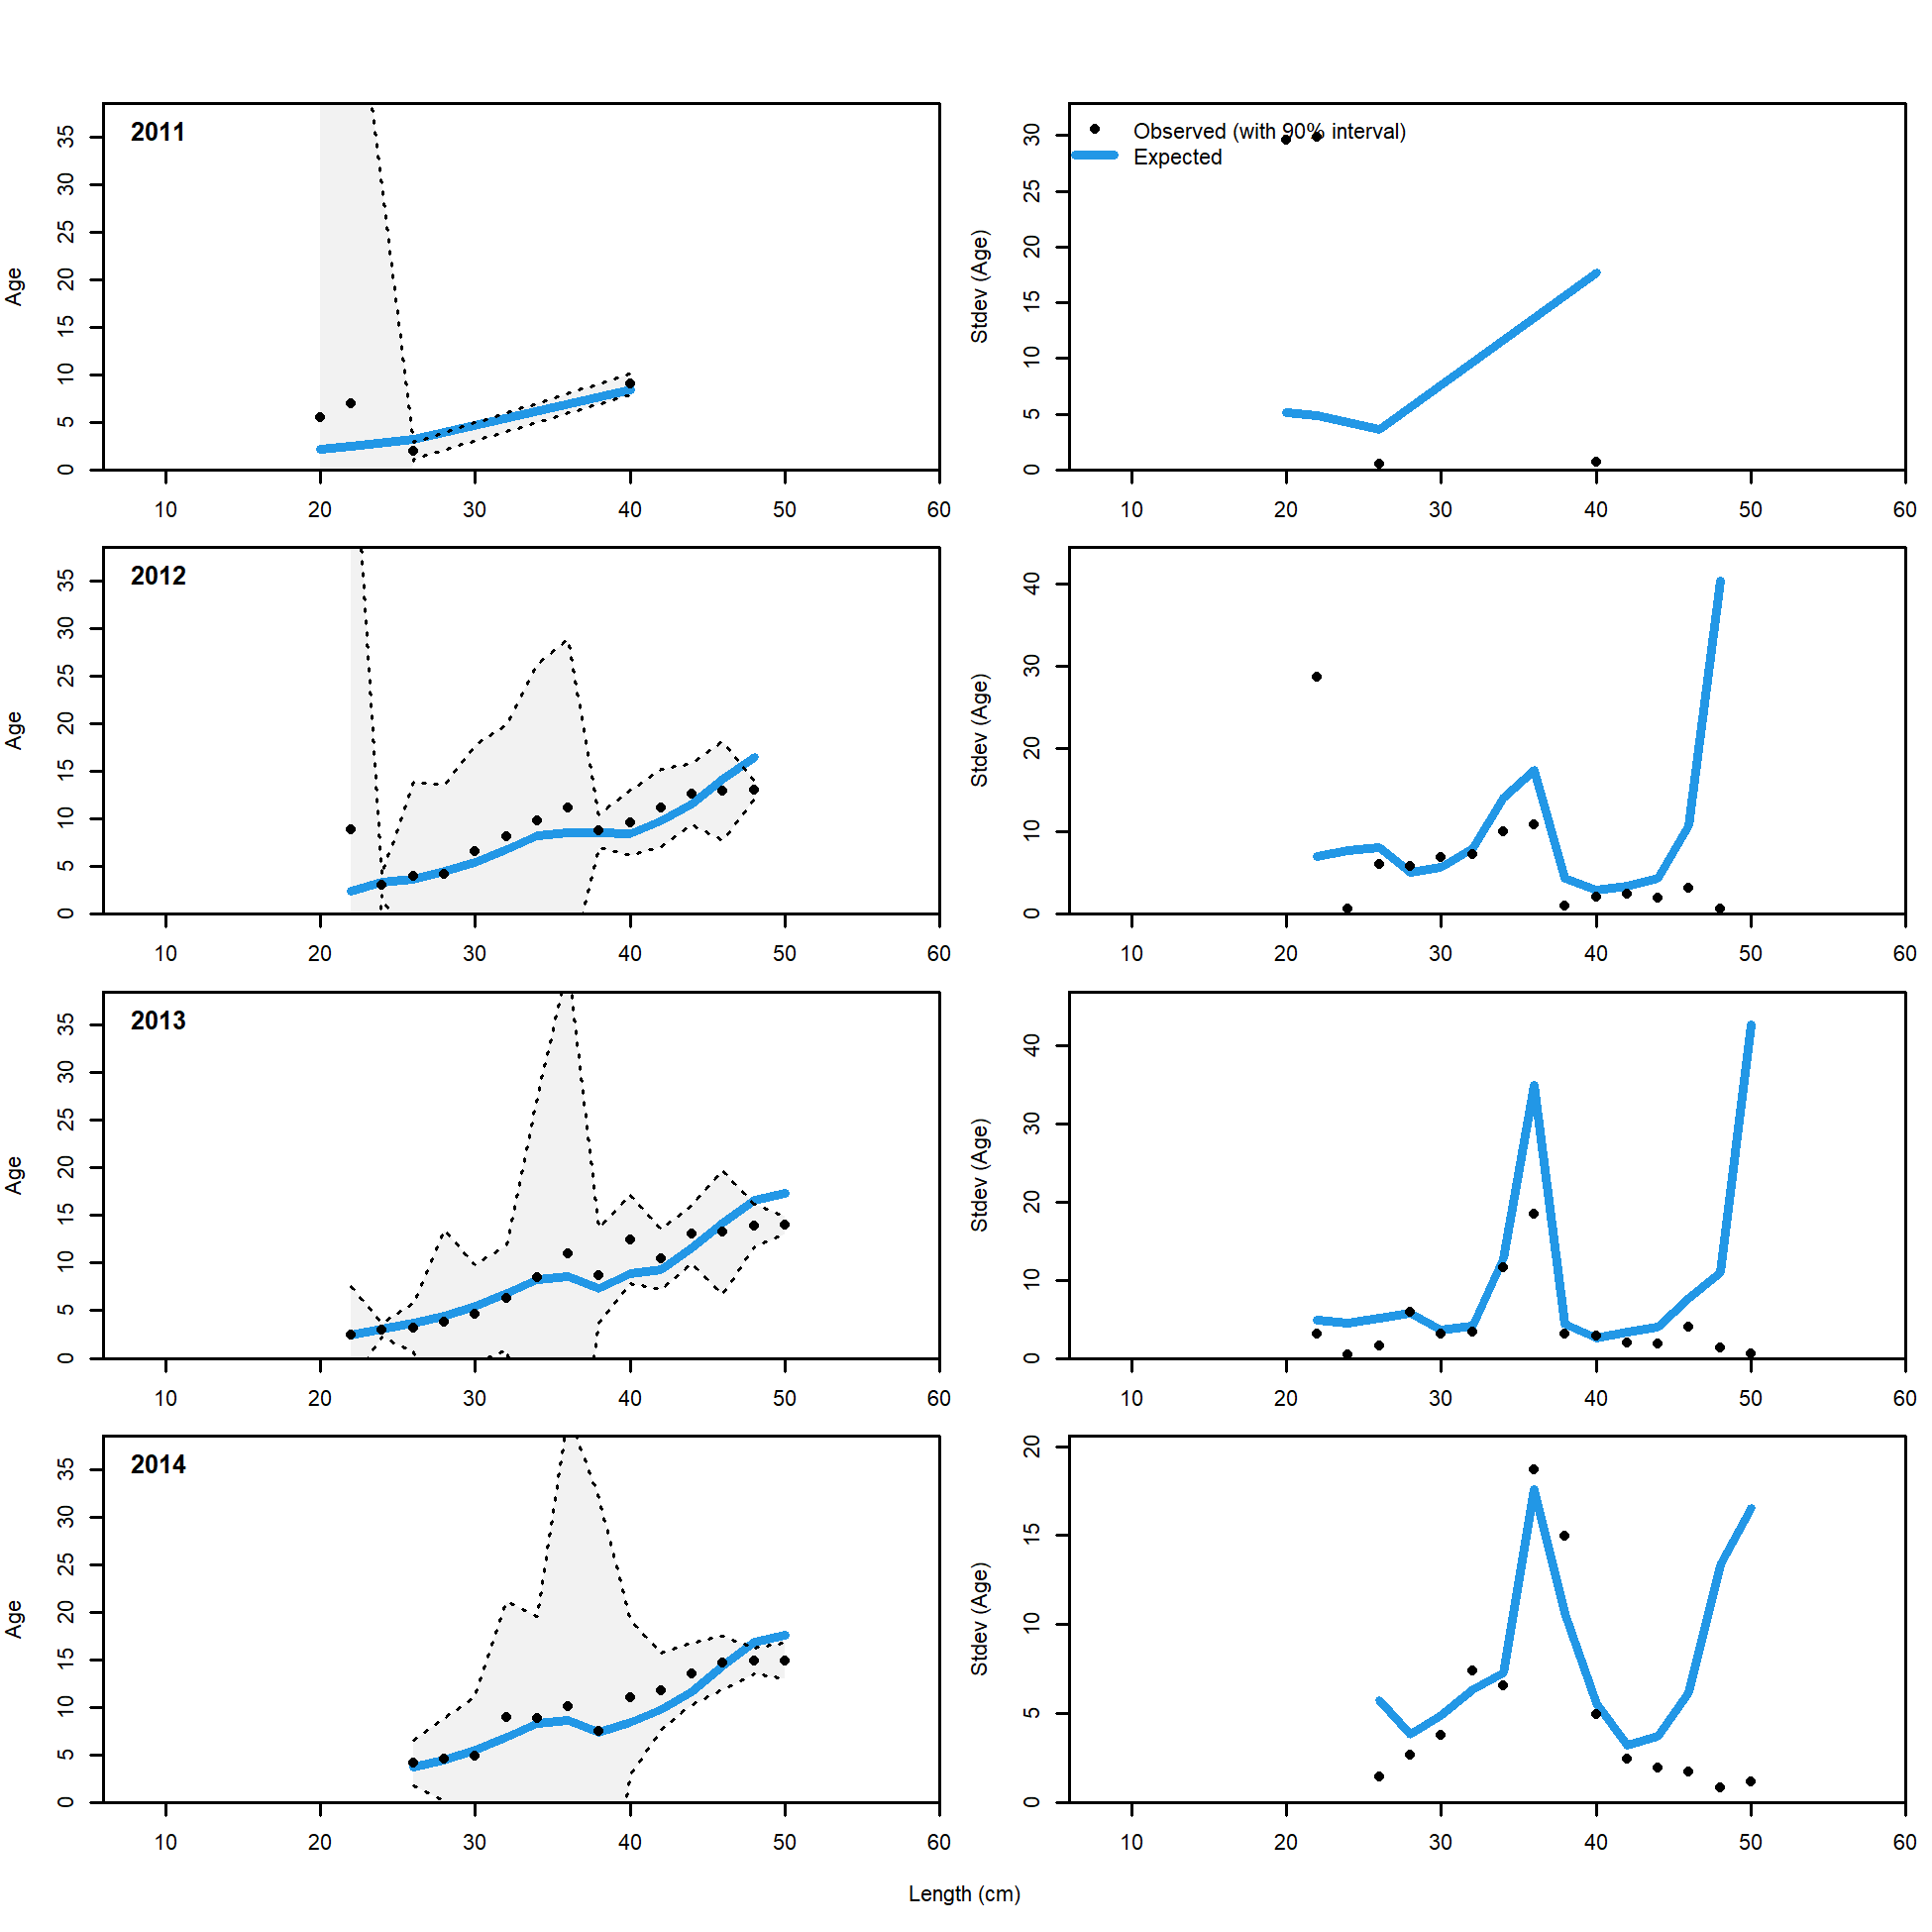 2011
Age
0 5 10 15 20 25 30 35
10 20 30 40 50 60
Observed (with 90% interval)
Expected
Stdev (Age)
0 5 10 15 20 25 30
10 20 30 40 50 60
2012
Age
0 5 10 15 20 25 30 35
10 20 30 40 50 60
Stdev (Age)
0 10 20 30 40
10 20 30 40 50 60
2013
Age
0 5 10 15 20 25 30 35
10 20 30 40 50 60
Stdev (Age)
0 10 20 30 40
10 20 30 40 50 60
2014
Age
0 5 10 15 20 25 30 35
10 20 30 40 50 60
Stdev (Age)
0 5 10 15 20
10 20 30 40 50 60
Length (cm)